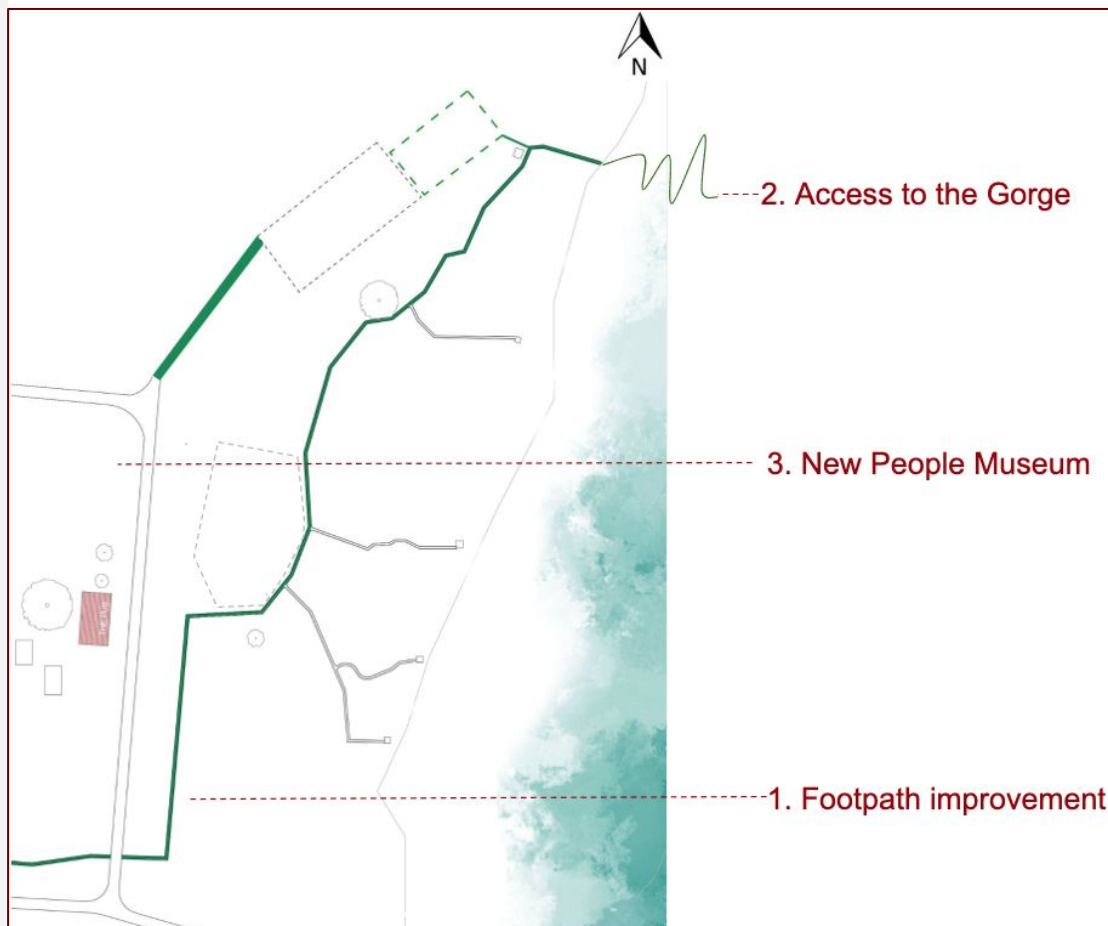 N
2. Access to the Gorge
3. New People Museum
1. Footpath improvement